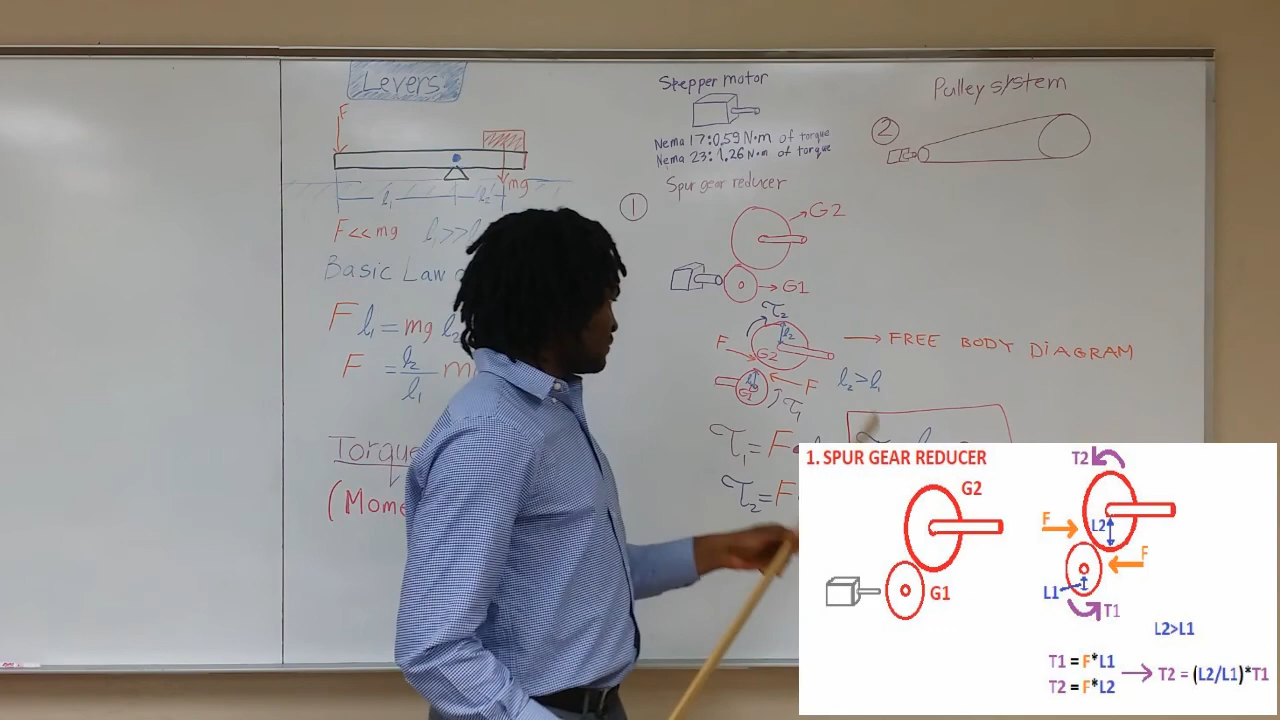 Levers
F
mg
l₁
l₂
F<<mg l₁>>
Basic Law
F l₁ = mg l₂
F = l₂/l₁ m
Torque
(Mome
Stepper motor
Nema 17:0.59 N·m of torque
Nema 23: 1.26 N·m of torque
1
Spur gear reducer
G2
G1
τ₂
l₂
F
G2
G1
F
τ₁
→ FREE BODY DIAGRAM
l₂>l₁
τ₁=F
τ₂=F
Pulley system
2
1. SPUR GEAR REDUCER
G2
G1
T2
F
L2
F
L1
T1
L2>L1
T1 = F*L1
T2 = F*L2
→ T2 = (L2/L1)*T1